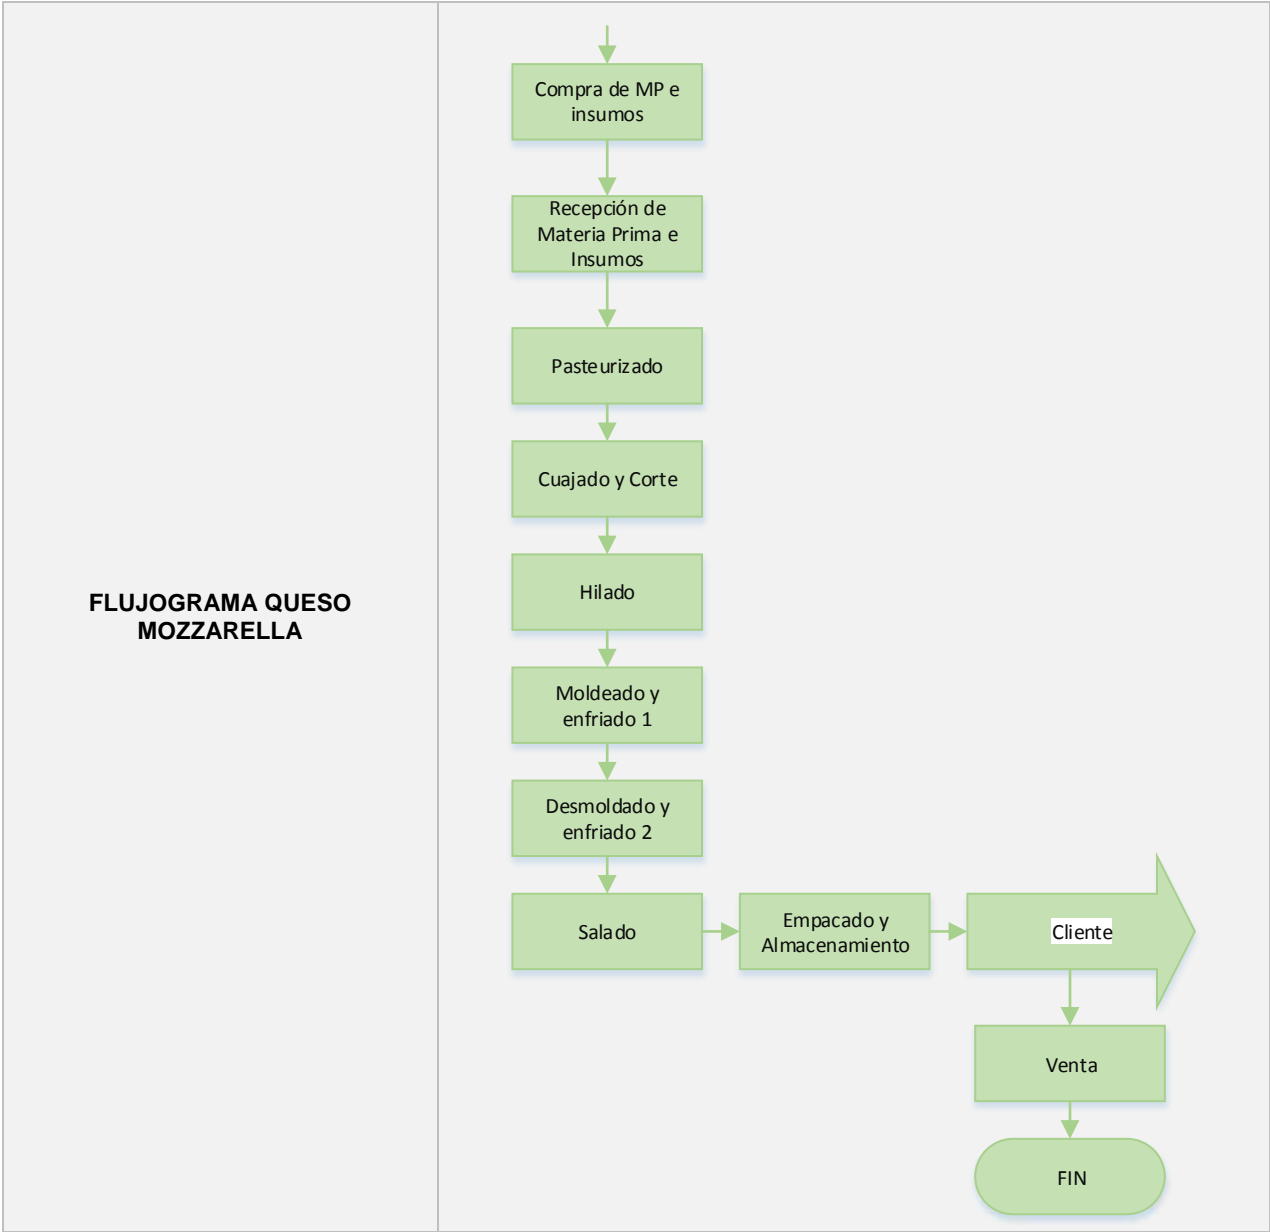 FLUJOGRAMA QUESO
MOZZARELLA
Compra de MP e
insumos
Recepción de
Materia Prima e
Insumos
Pasteurizado
Cuajado y Corte
Hilado
Moldeado y
enfriado 1
Desmoldado y
enfriado 2
Salado
Empacado y
Almacenamiento
Cliente
Venta
FIN